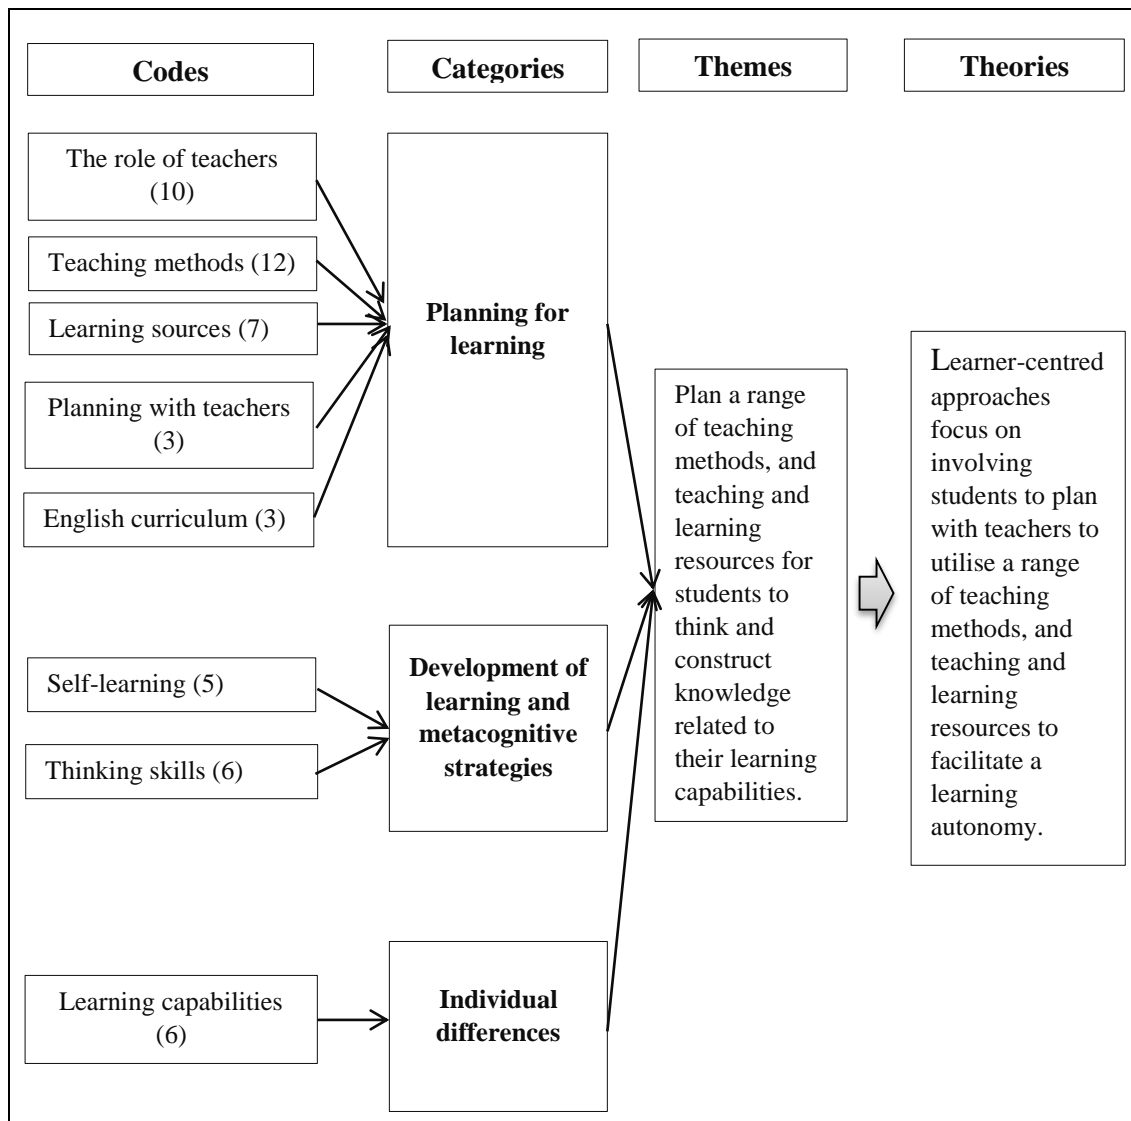 Codes
Categories
Themes
Theories
The role of teachers
(10)
Teaching methods (12)
Learning sources (7)
Planning with teachers
(3)
English curriculum (3)
Self-learning (5)
Thinking skills (6)
Learning capabilities
(6)
Planning for
learning
Development of
learning and
metacognitive
strategies
Individual
differences
Plan a range
of teaching
methods, and
teaching and
learning
resources for
students to
think and
construct
knowledge
related to
their learning
capabilities.
Learner-centred
approaches
focus on
involving
students to plan
with teachers to
utilise a range
of teaching
methods, and
teaching and
learning
resources to
facilitate a
learning
autonomy.